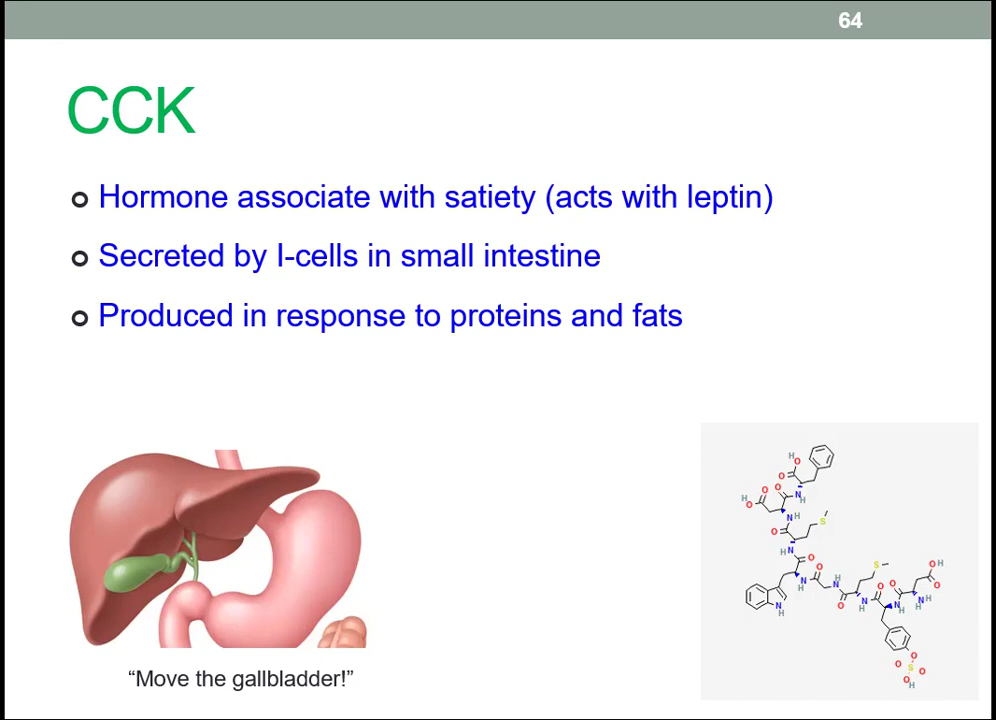 64
CCK
Hormone associate with satiety (acts with leptin)
Secreted by I-cells in small intestine
Produced in response to proteins and fats
“Move the gallbladder!”